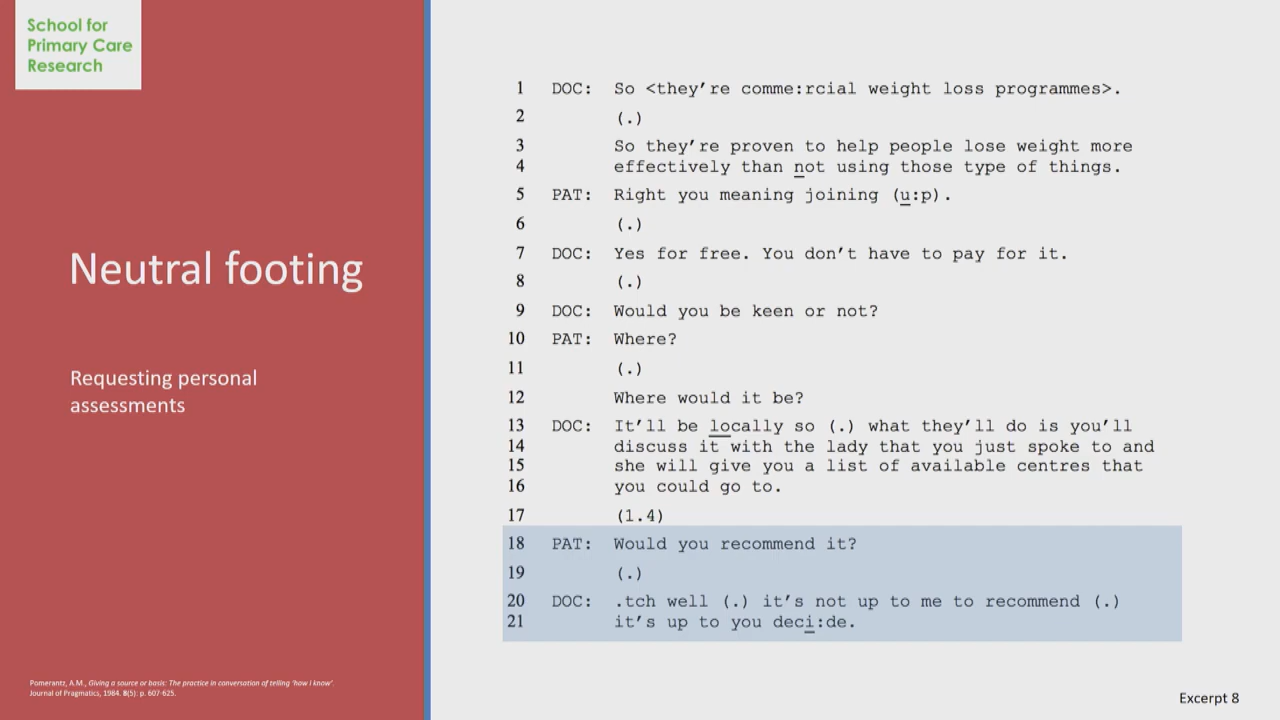 School for
Primary Care
Research
Neutral footing
Requesting personal
assessments
Pomerantz, A.M., Giving a source or basis: The practice in conversation of telling 'how I know'.
Journal of Pragmatics, 1984. 8(5): p. 607-625.
1 DOC: So <they're comme:rcial weight loss programmes>.
2 (.)
3 So they're proven to help people lose weight more
4 effectively than not using those type of things.
5 PAT: Right you meaning joining (u:p).
6 (.)
7 DOC: Yes for free. You don't have to pay for it.
8 (.)
9 DOC: Would you be keen or not?
10 PAT: Where?
11 (.)
12 Where would it be?
13 DOC: It'll be locally so (.) what they'll do is you'll
14 discuss it with the lady that you just spoke to and
15 she will give you a list of available centres that
16 you could go to.
17 (1.4)
18 PAT: Would you recommend it?
19 (.)
20 DOC: .tch well (.) it's not up to me to recommend (.)
21 it's up to you deci:de.
Excerpt 8